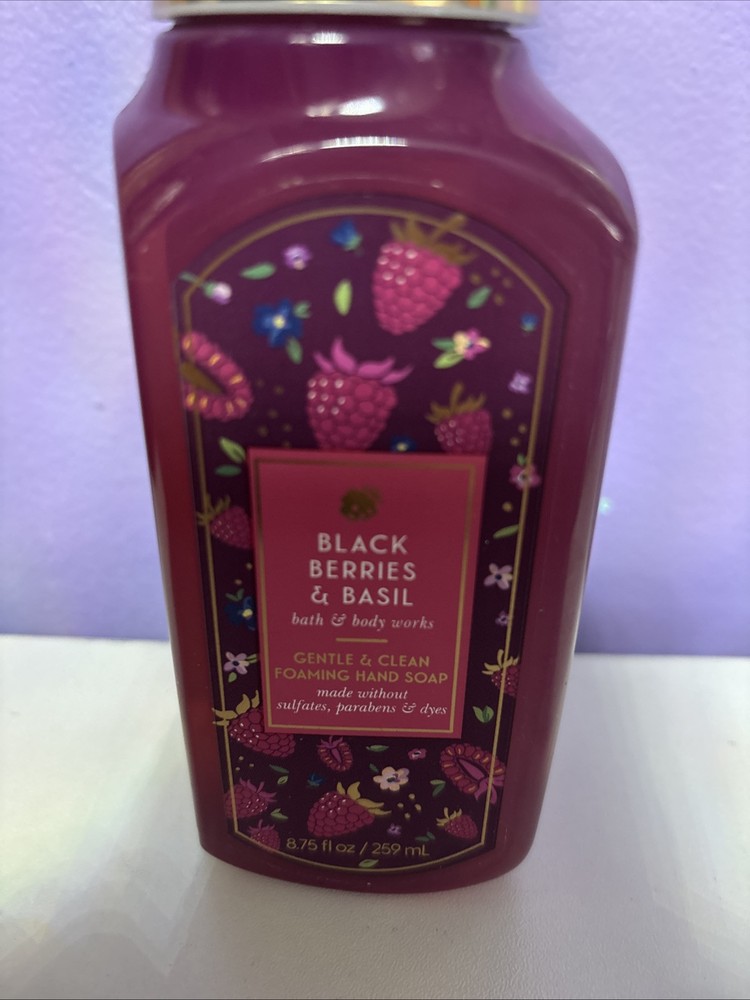 BLACK
BERRIES
& BASIL
bath & body works
GENTLE & CLEAN
FOAMING HAND SOAP
made without
sulfates, parabens & dyes
8.75 fl oz / 259 mL